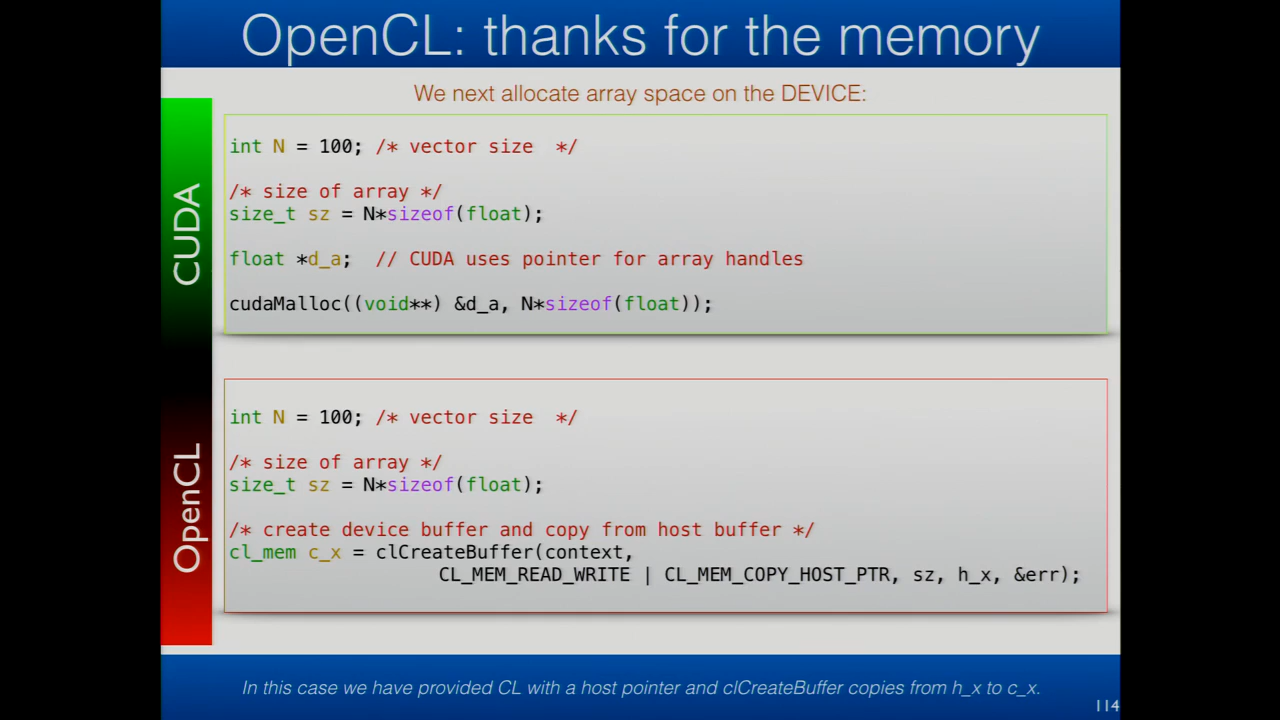 OpenCL: thanks for the memory
We next allocate array space on the DEVICE:
CUDA
int N = 100; /* vector size  */
/* size of array */
size_t sz = N*sizeof(float);
float *d_a;  // CUDA uses pointer for array handles
cudaMalloc((void**) &d_a, N*sizeof(float));
OpenCL
int N = 100; /* vector size  */
/* size of array */
size_t sz = N*sizeof(float);
/* create device buffer and copy from host buffer */
cl_mem c_x = clCreateBuffer(context,
CL_MEM_READ_WRITE | CL_MEM_COPY_HOST_PTR, sz, h_x, &err);
In this case we have provided CL with a host pointer and clCreateBuffer copies from h_x to c_x.
114